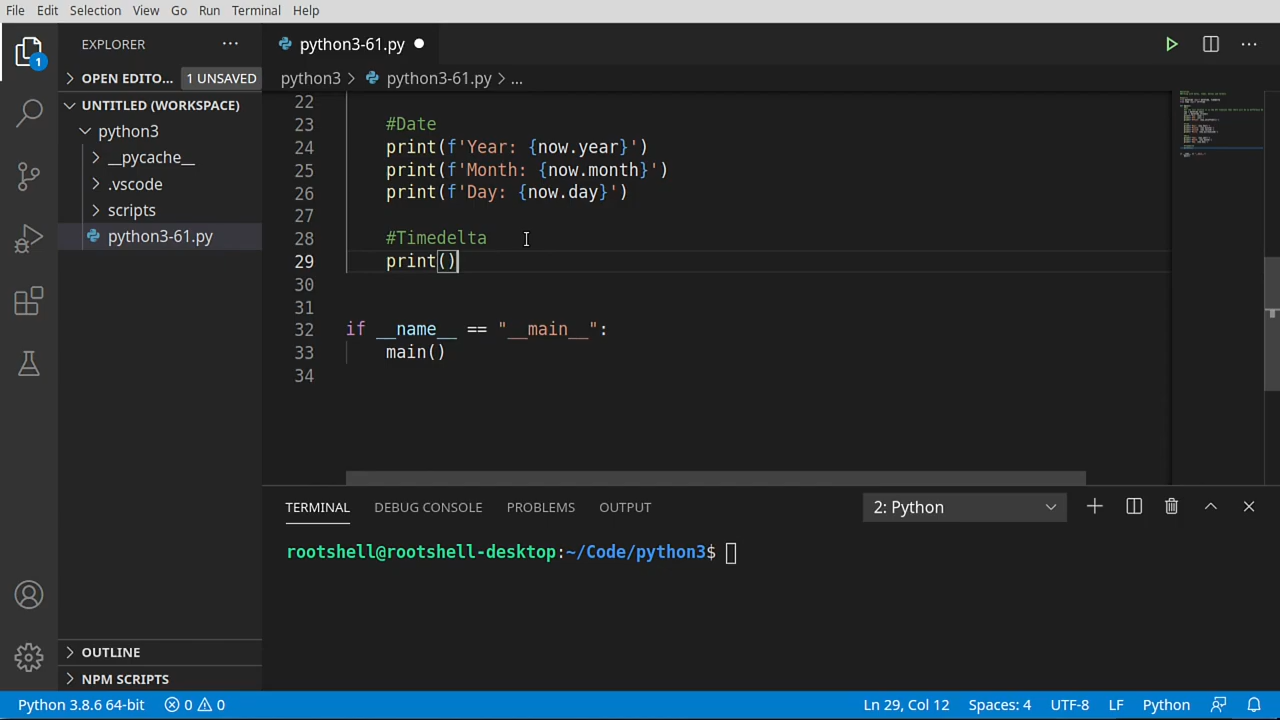 File Edit Selection View Go Run Terminal Help
EXPLORER
python3-61.py
OPEN EDITO... 1 UNSAVED
python3 > python3-61.py > ...
UNTITLED (WORKSPACE)
python3
__pycache__
.vscode
scripts
python3-61.py
22
23 #Date
24 print(f'Year: {now.year}')
25 print(f'Month: {now.month}')
26 print(f'Day: {now.day}')
27
28 #Timedelta
29 print()
30
31
32 if __name__ == "__main__":
33 main()
34
TERMINAL DEBUG CONSOLE PROBLEMS OUTPUT 2: Python
rootshell@rootshell-desktop:~/Code/python3$
OUTLINE
NPM SCRIPTS
1
Python 3.8.6 64-bit 0 0 Ln 29, Col 12 Spaces: 4 UTF-8 LF Python